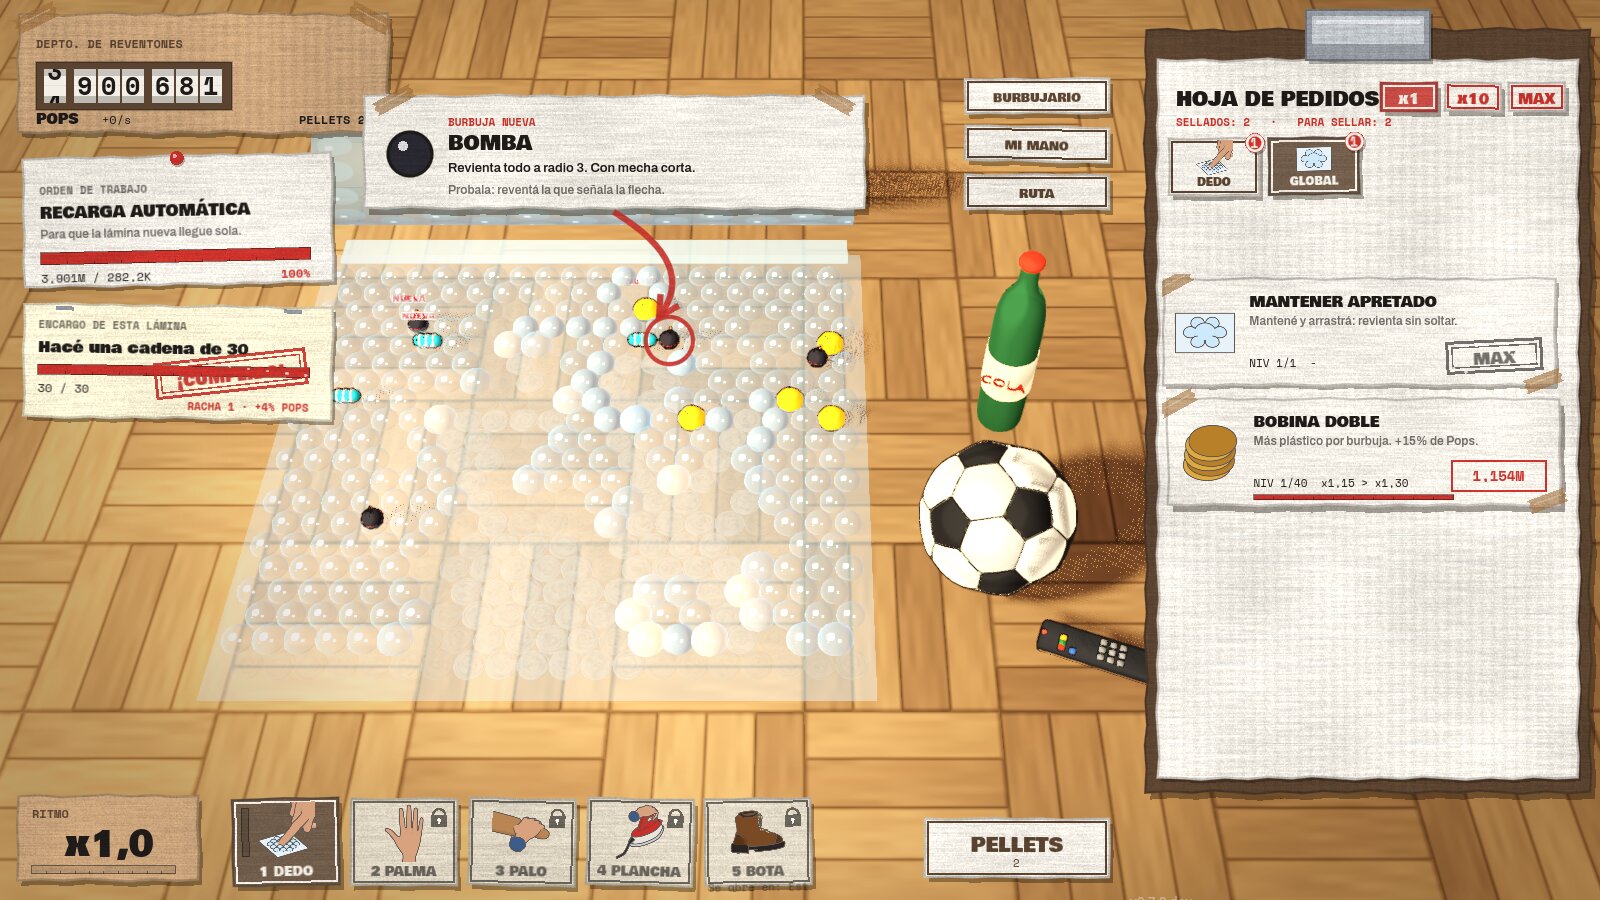 DEPTO. DE REVENTONES
900681
POPS +0/s PELLETS 2
ORDEN DE TRABAJO
RECARGA AUTOMÁTICA
Para que la lámina nueva llegue sola.
3.901M / 282.2K 100%
ENCARGO DE ESTA LÁMINA
Hacé una cadena de 30
30 / 30
RACHA 1 · +4% POPS
BURBUJA NUEVA
BOMBA
Revienta todo a radio 3. Con mecha corta.
Probala: reventá la que señala la flecha.
NUEVA
BURBUJARIO
MI MANO
RUTA
COLA
HOJA DE PEDIDOS x1 x10 MAX
SELLADOS: 2 · PARA SELLAR: 2
DEDO 1
GLOBAL 1
MANTENER APRETADO
Mantené y arrastrá: revienta sin soltar.
NIV 1/1 -
MAX
BOBINA DOBLE
Más plástico por burbuja. +15% de Pops.
NIV 1/40 x1,15 > x1,30
1,154M
RITMO
x1,0
1 DEDO
2 PALMA
3 PALO
4 PLANCHA
5 BOTA
PELLETS
2